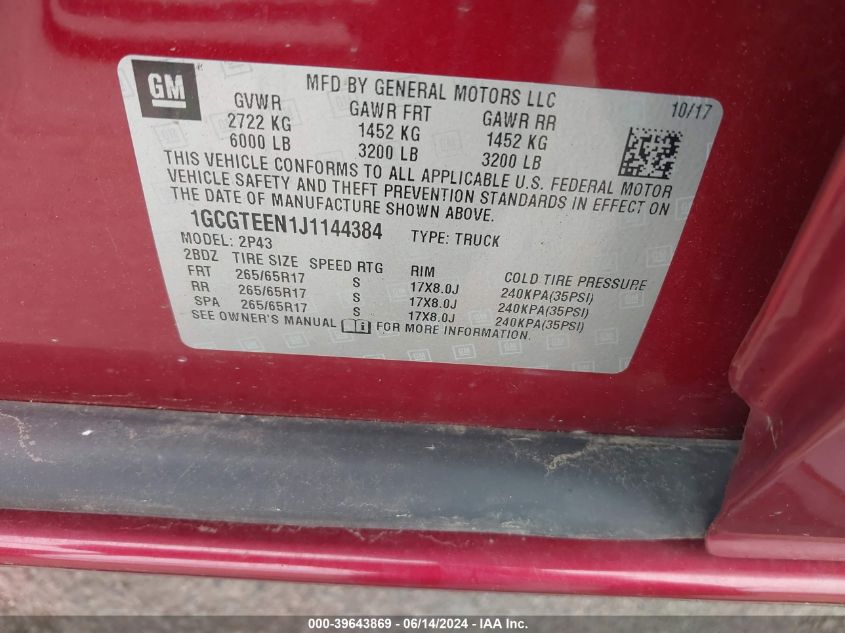 GM
MFD BY GENERAL MOTORS LLC
10/17
GVWR GAWR FRT GAWR RR
2722 KG 1452 KG 1452 KG
6000 LB 3200 LB 3200 LB
THIS VEHICLE CONFORMS TO ALL APPLICABLE U.S. FEDERAL MOTOR
VEHICLE SAFETY AND THEFT PREVENTION STANDARDS IN EFFECT ON
THE DATE OF MANUFACTURE SHOWN ABOVE.
1GCGTEEN1J1144384 TYPE: TRUCK
MODEL: 2P43
2BDZ TIRE SIZE SPEED RTG RIM COLD TIRE PRESSURE
FRT 265/65R17 S 17X8.0J 240KPA(35PSI)
RR 265/65R17 S 17X8.0J 240KPA(35PSI)
SPA 265/65R17 S 17X8.0J 240KPA(35PSI)
SEE OWNER'S MANUAL FOR MORE INFORMATION.
000-39643869 - 06/14/2024 - IAA Inc.